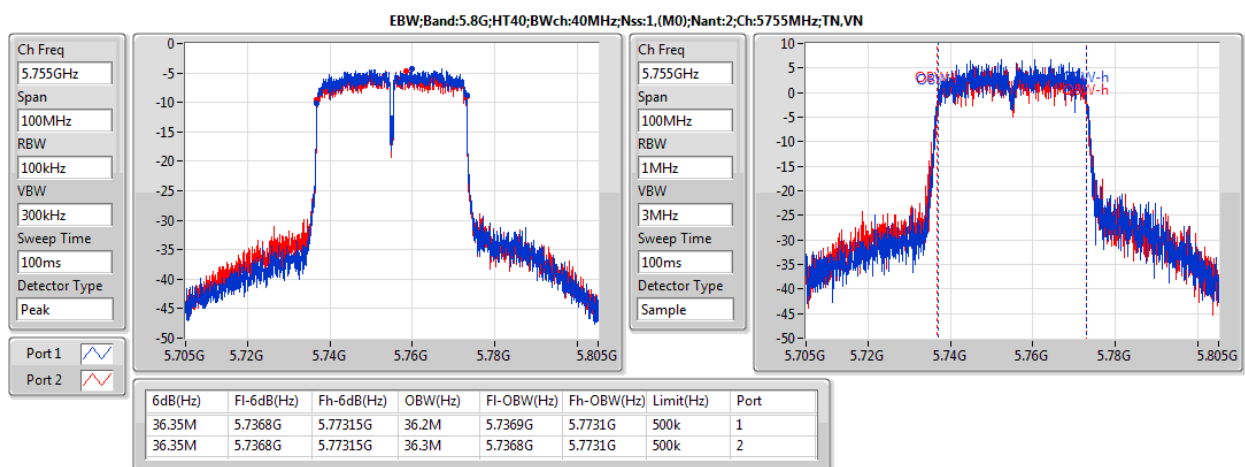 EBW;Band:5.8G;HT40;BWch:40MHz;Nss:1,(M0);Nant:2;Ch:5755MHz;TN,VN
Ch Freq
5.755GHz
Span
100MHz
RBW
100kHz
VBW
300kHz
Sweep Time
100ms
Detector Type
Peak
Port 1
Port 2
0
-5
-10
-15
-20
-25
-30
-35
-40
-45
-50
5.705G 5.72G 5.74G 5.76G 5.78G 5.805G
Ch Freq
5.755GHz
Span
100MHz
RBW
1MHz
VBW
3MHz
Sweep Time
100ms
Detector Type
Sample
10
5
0
-5
-10
-15
-20
-25
-30
-35
-40
-45
-50
5.705G 5.72G 5.74G 5.76G 5.78G 5.805G
6dB(Hz) Fl-6dB(Hz) Fh-6dB(Hz) OBW(Hz) Fl-OBW(Hz) Fh-OBW(Hz) Limit(Hz) Port
36.35M 5.7368G 5.77315G 36.2M 5.7369G 5.7731G 500k 1
36.35M 5.7368G 5.77315G 36.3M 5.7368G 5.7731G 500k 2